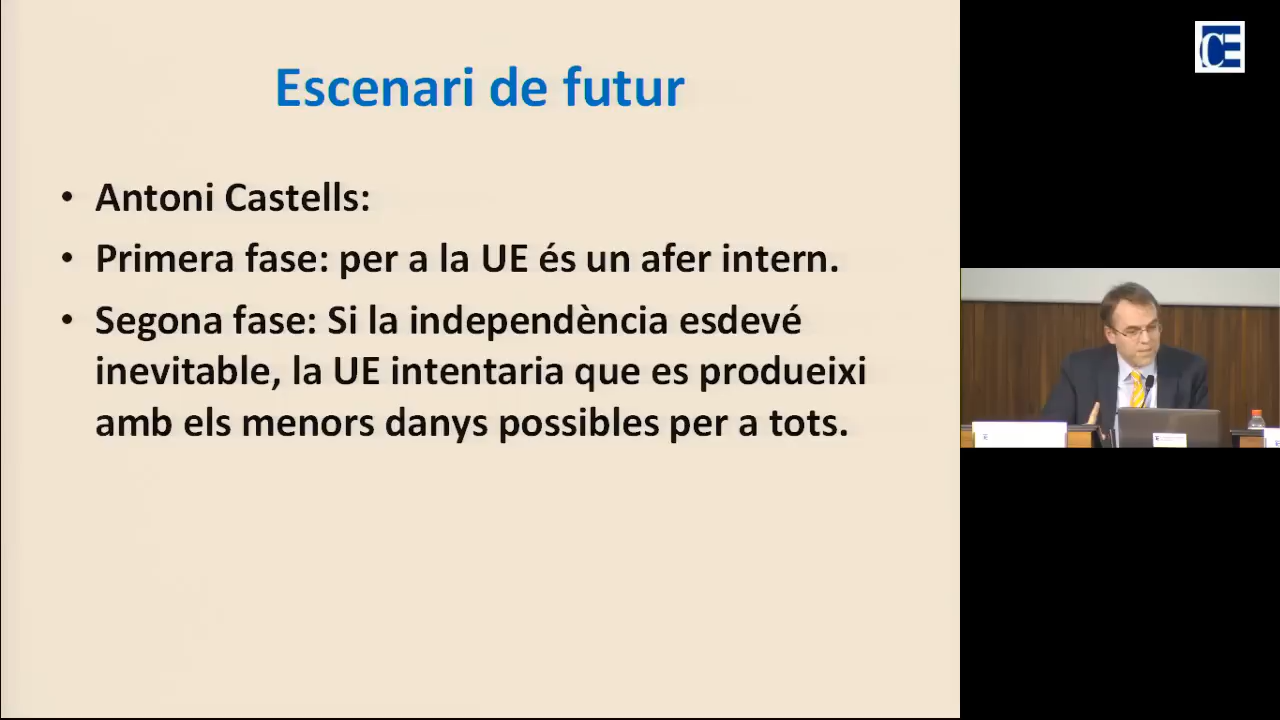 Escenari de futur
• Antoni Castells:
• Primera fase: per a la UE és un afer intern.
• Segona fase: Si la independència esdevé
inevitable, la UE intentaria que es produeixi
amb els menors danys possibles per a tots.
CE